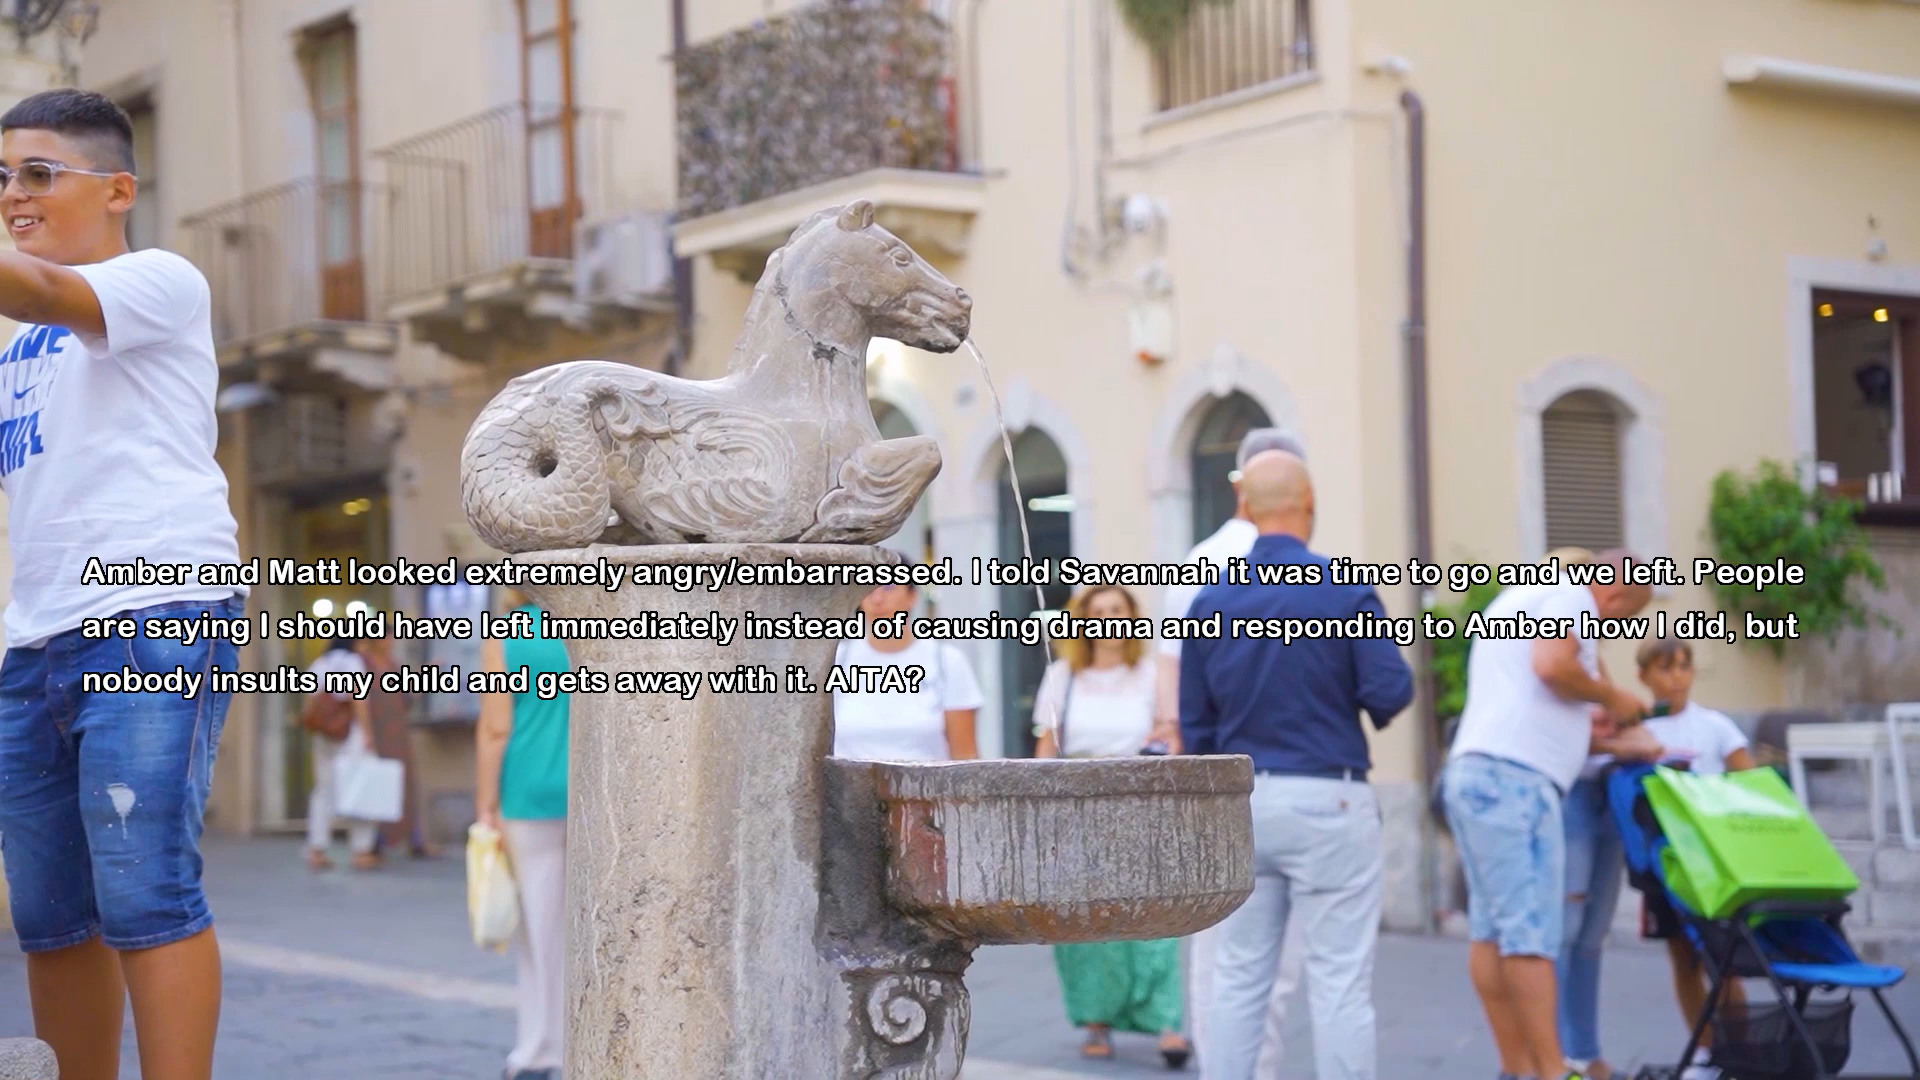 Amber and Matt looked extremely angry/embarrassed. I told Savannah it was time to go and we left. People
are saying I should have left immediately instead of causing drama and responding to Amber how I did, but
nobody insults my child and gets away with it. AITA?